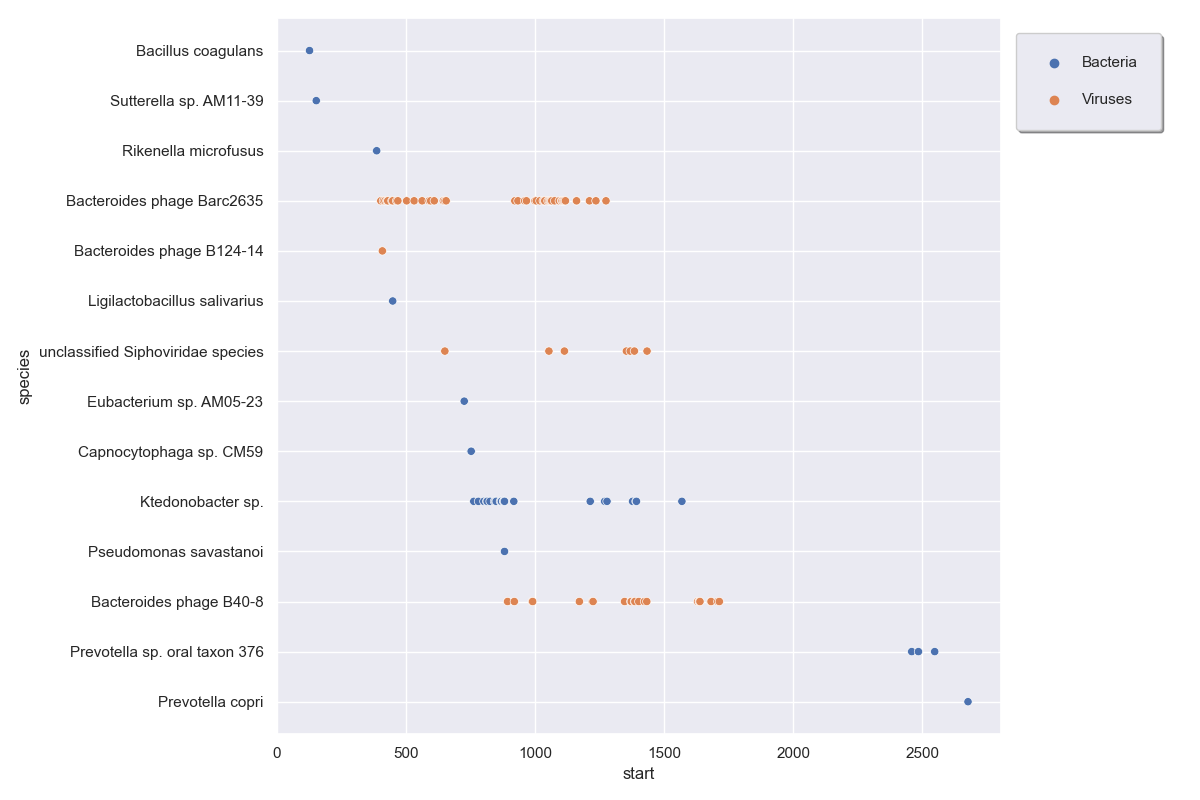 Bacillus coagulans
Sutterella sp. AM11-39
Rikenella microfusus
Bacteroides phage Barc2635
Bacteroides phage B124-14
Ligilactobacillus salivarius
unclassified Siphoviridae species
Eubacterium sp. AM05-23
Capnocytophaga sp. CM59
Ktedonobacter sp.
Pseudomonas savastanoi
Bacteroides phage B40-8
Prevotella sp. oral taxon 376
Prevotella copri
species
0 500 1000 1500 2000 2500
start
Bacteria
Viruses